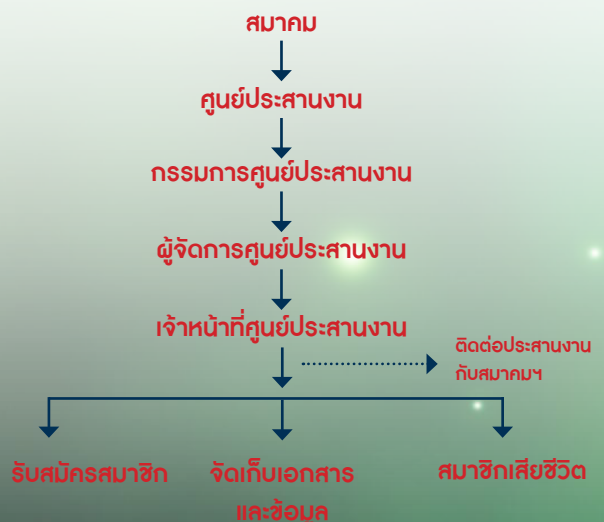 สมาคม
ศูนย์ประสานงาน
กรรมการศูนย์ประสานงาน
ผู้จัดการศูนย์ประสานงาน
เจ้าหน้าที่ศูนย์ประสานงาน
ติดต่อประสานงาน
กับสมาคมฯ
รับสมัครสมาชิก
จัดเก็บเอกสาร
และข้อมูล
สมาชิกเสียชีวิต